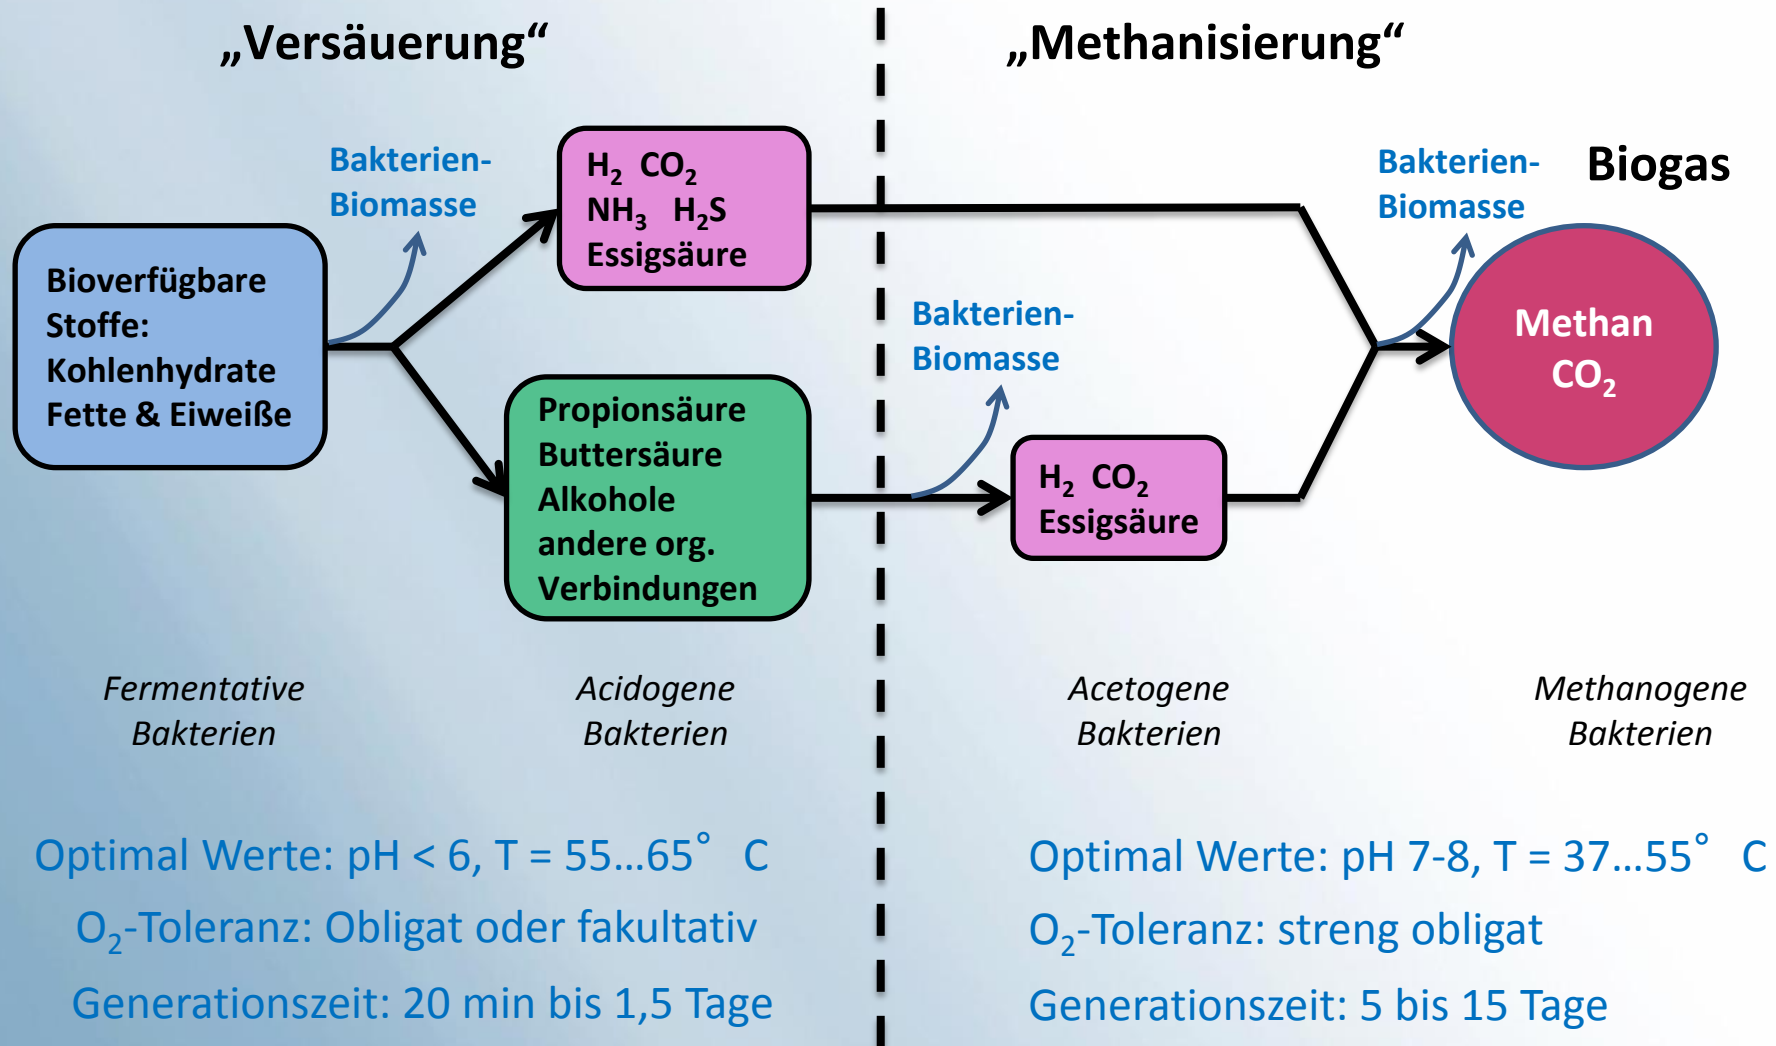 „Versäuerung“
„Methanisierung“
Bakterien-
Biomasse
H₂ CO₂
NH₃ H₂S
Essigsäure
Bakterien-
Biomasse
Biogas
Bioverfügbare
Stoffe:
Kohlenhydrate
Fette & Eiweiße
Bakterien-
Biomasse
Methan
CO₂
Propionsäure
Buttersäure
Alkohole
andere org.
Verbindungen
H₂ CO₂
Essigsäure
Fermentative
Bakterien
Acidogene
Bakterien
Acetogene
Bakterien
Methanogene
Bakterien
Optimal Werte: pH < 6, T = 55...65° C
O₂-Toleranz: Obligat oder fakultativ
Generationszeit: 20 min bis 1,5 Tage
Optimal Werte: pH 7-8, T = 37...55° C
O₂-Toleranz: streng obligat
Generationszeit: 5 bis 15 Tage